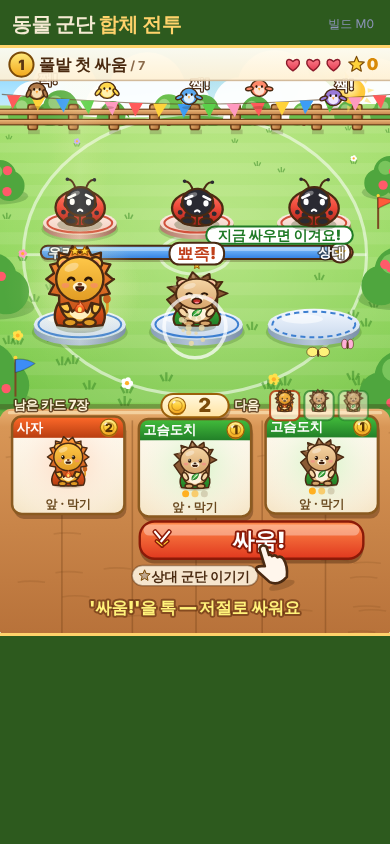 동물 군단 합체 전투
빌드 M0
1 풀밭 첫 싸움 / 7
0
짹!
지금 싸우면 이겨요!
뾰족!
상대
남은 카드 7장
2
다음
사자
2
앞 · 막기
고슴도치
1
앞 · 막기
고슴도치
1
앞 · 막기
싸움!
상대 군단 이기기
'싸움!'을 톡 — 저절로 싸워요